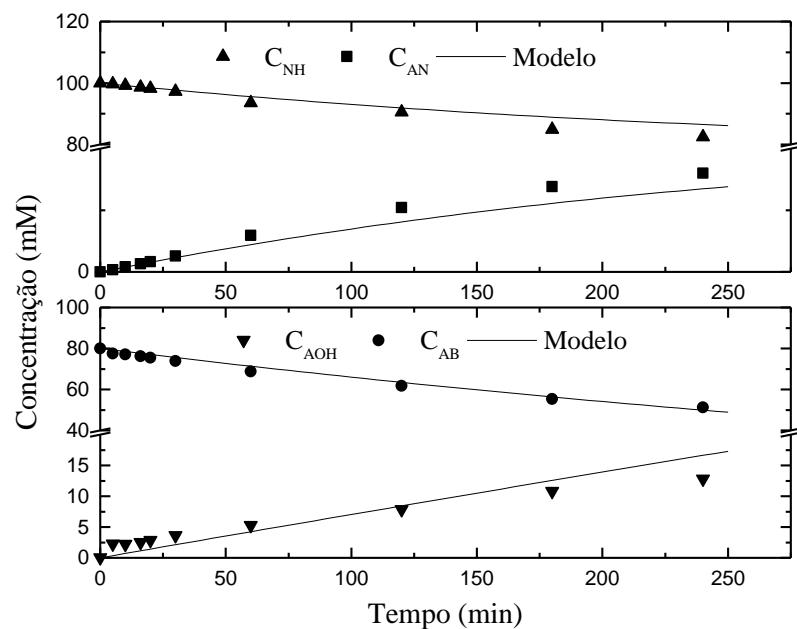 120
C_NH C_AN Modelo
100
80
0
0 50 100 150 200 250
100
C_AOH C_AB Modelo
80
60
40
15
10
5
0
0 50 100 150 200 250
Concentração (mM)
Tempo (min)